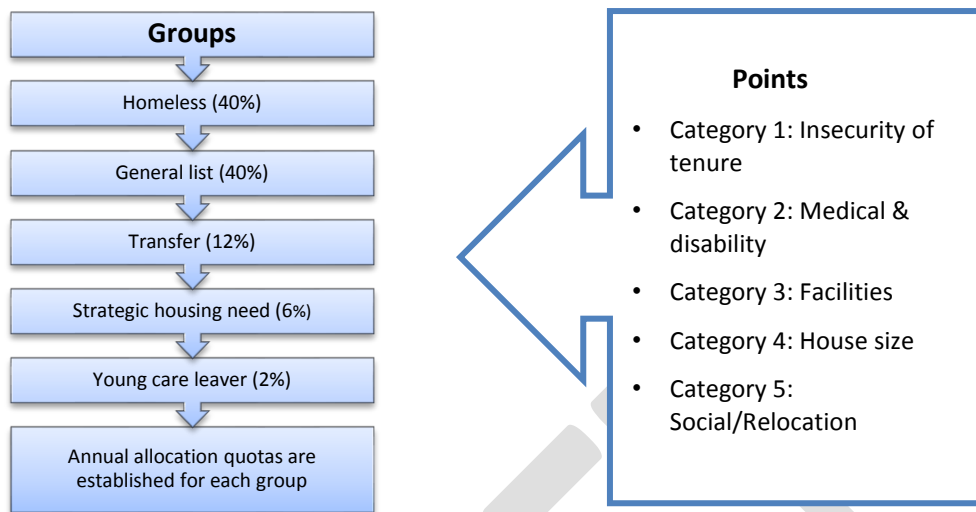 Groups
Homeless (40%)
General list (40%)
Transfer (12%)
Strategic housing need (6%)
Young care leaver (2%)
Annual allocation quotas are
established for each group
Points
• Category 1: Insecurity of
tenure
• Category 2: Medical &
disability
• Category 3: Facilities
• Category 4: House size
• Category 5:
Social/Relocation